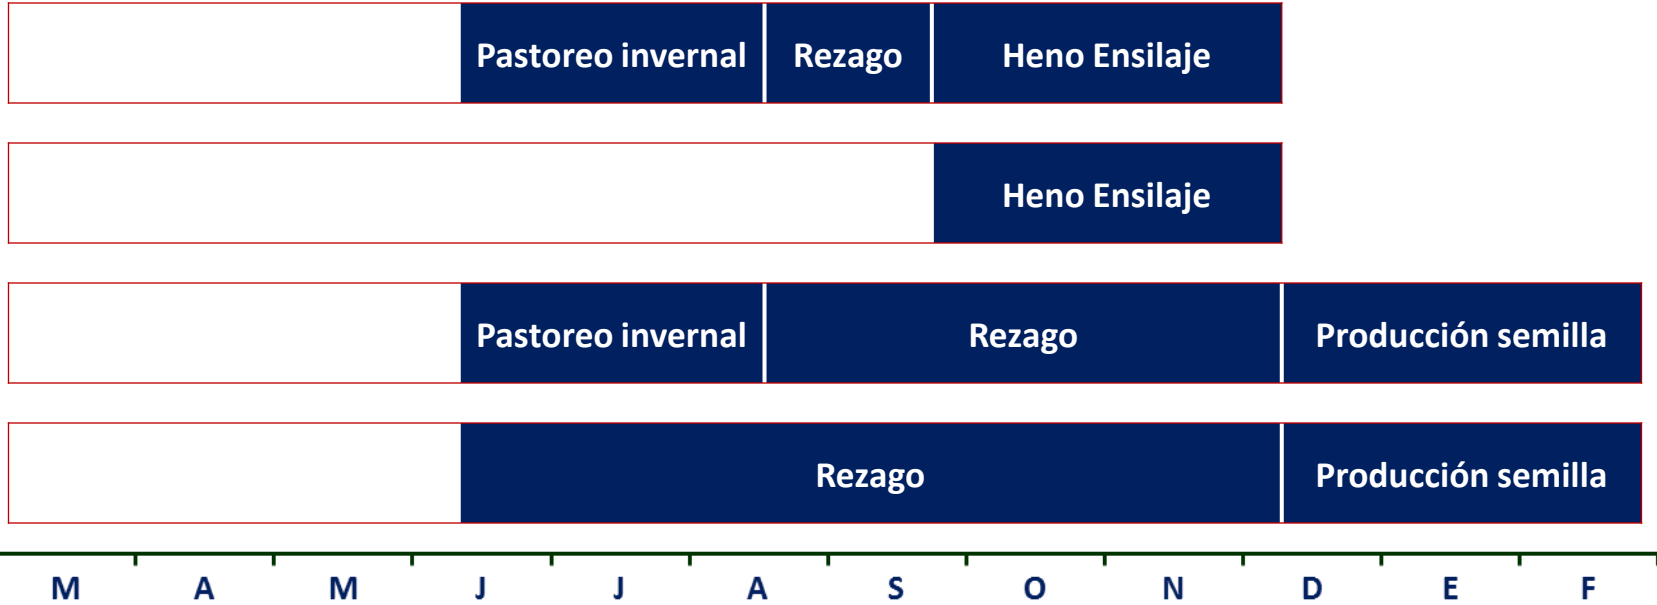 Pastoreo invernal Rezago Heno Ensilaje
Heno Ensilaje
Pastoreo invernal Rezago Producción semilla
Rezago Producción semilla
M A M J J A S O N D E F